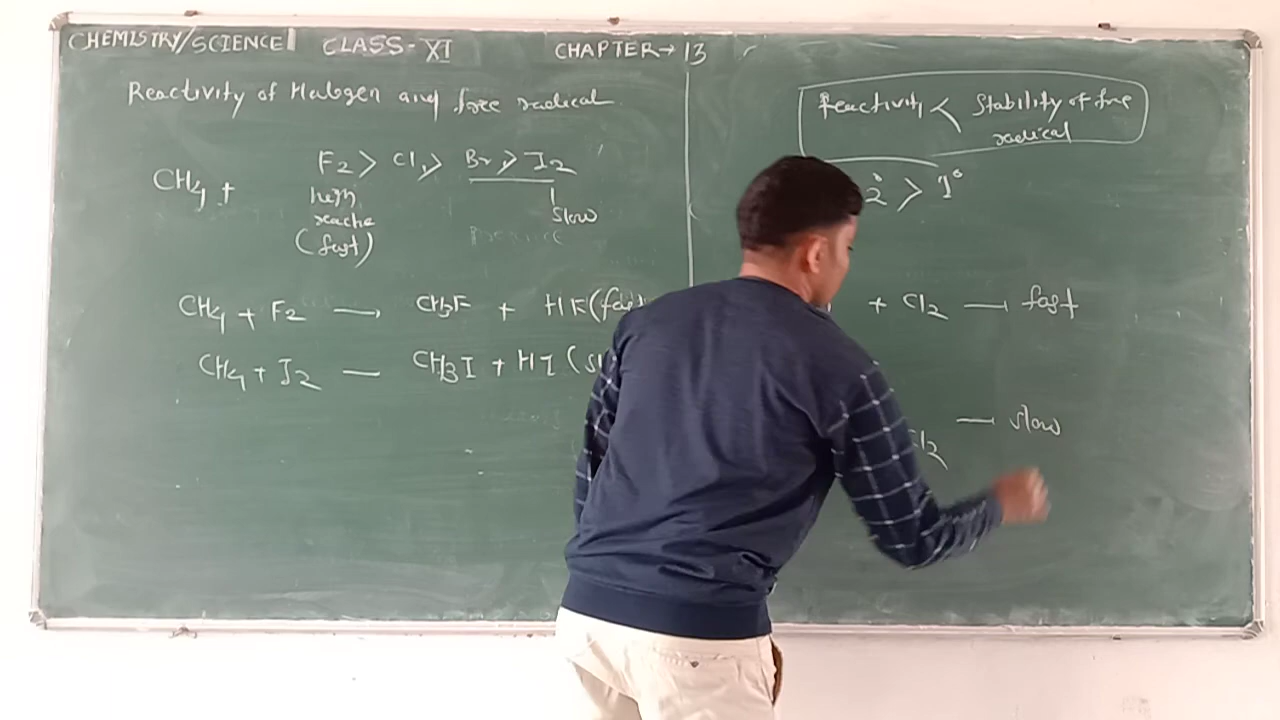 CHEMISTRY/SCIENCE CLASS-XI CHAPTER→ 13
Reactivity of Halogen and free radical
CH4 + F2 > Cl2 > Br2 > I2
high
slow
(fast)
CH4 + F2 → CH3F + HF (fast
CH4 + I2 — CH3I + HI (sl
Reactivity < Stability of free
radical
2° > 1°
+ Cl2 — fast
Cl2 — slow